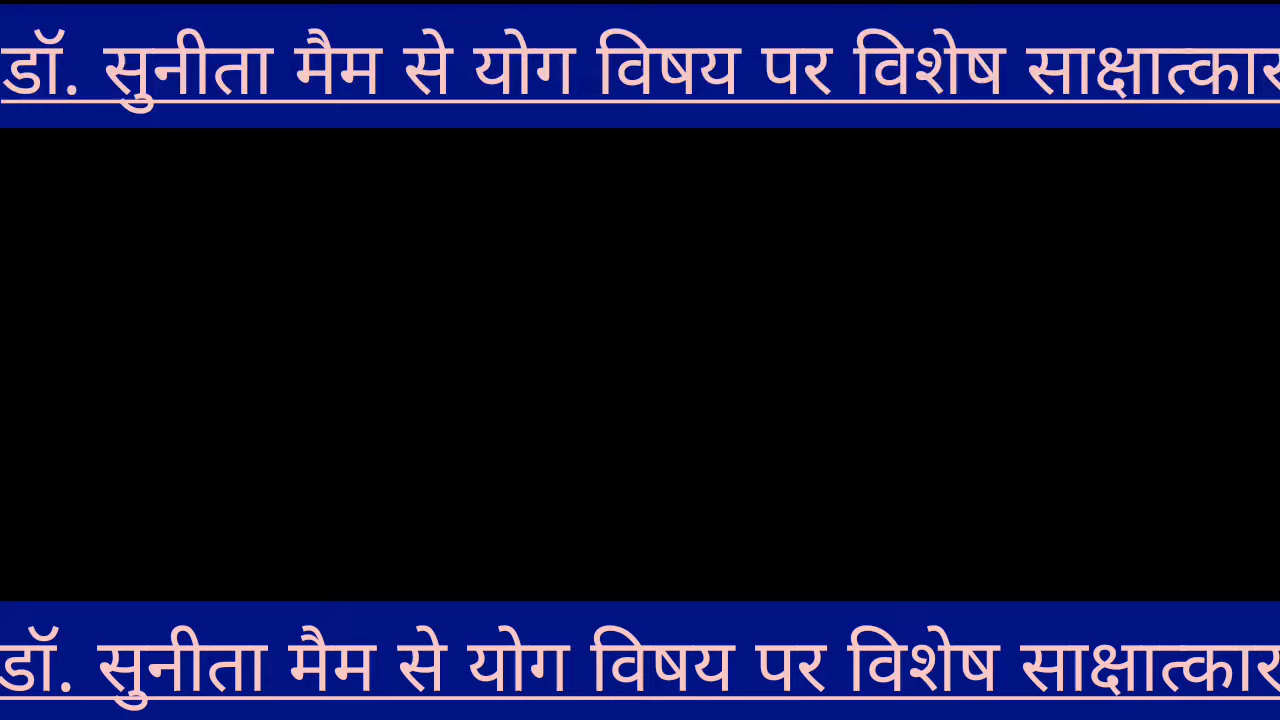 डॉ. सुनीता मैम से योग विषय पर विशेष साक्षात्कार
डॉ. सुनीता मैम से योग विषय पर विशेष साक्षात्कार